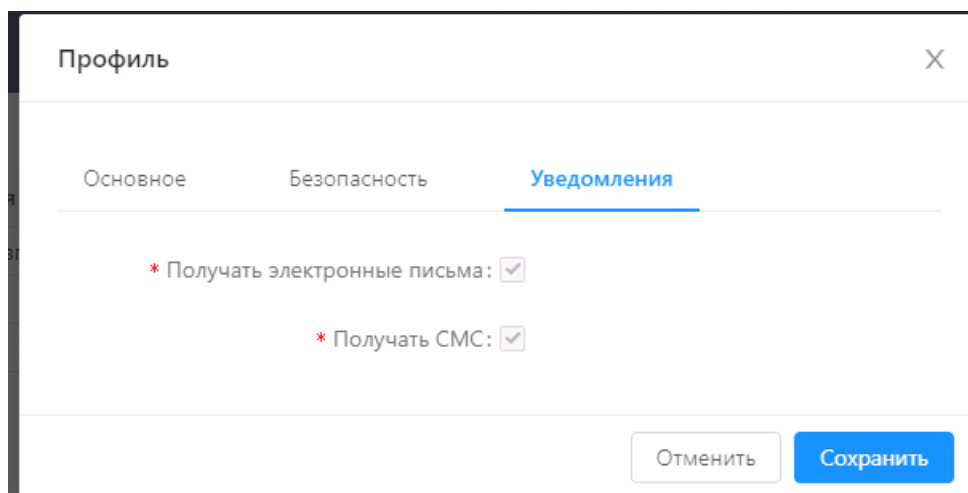 Профиль
Основное Безопасность Уведомления
* Получать электронные письма:
* Получать СМС:
Отменить Сохранить